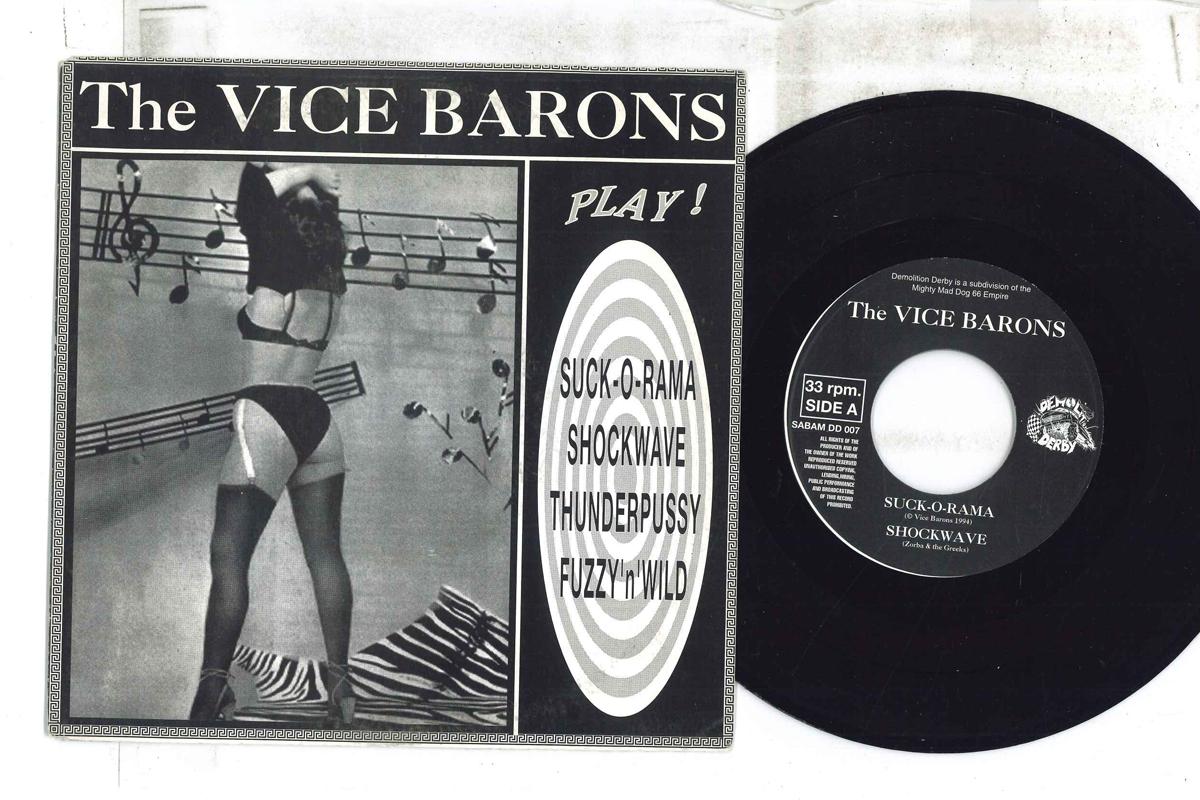 The VICE BARONS
PLAY!
SUCK-O-RAMA
SHOCKWAVE
THUNDERPUSSY
FUZZY'n'WILD
Demolition Derby is a subdivision of the
Mighty Mad Dog 66 Empire
The VICE BARONS
33 rpm.
SIDE A
SABAM DD 007
ALL RIGHTS OF THE
PRODUCER AND OF
THE OWNER OF THE WORK
REPRODUCED RESERVED
UNAUTHORISED COPYING,
LENDING, HIRING,
PUBLIC PERFORMANCE
AND BROADCASTING
OF THIS RECORD
PROHIBITED.
DEMOLIT
DERBY
SUCK-O-RAMA
(© Vice Barons 1994)
SHOCKWAVE
(Zorba & the Greeks)